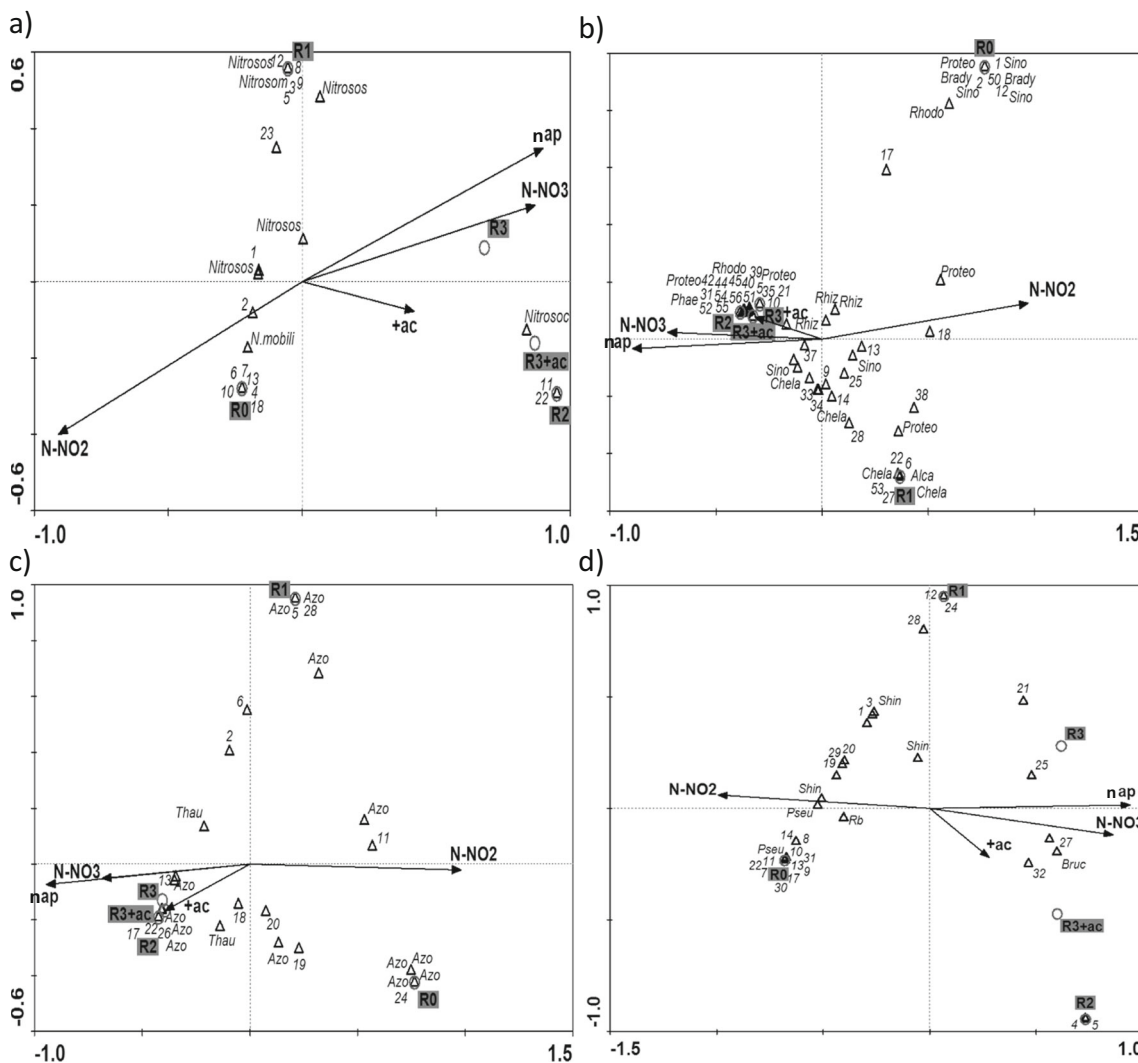 a)
0.6
R1
Nitrosos 12 8
Nitrosom 3 9
5
Nitrosos
23
nap
N-NO3
R3
Nitrosos
1
Nitrosos
2
+ac
Nitrosoc
N.mobili
R3+ac
6 7 13
10 4
R0 18
11
22
R2
N-NO2
-0.6
-1.0
1.0
b)
R0
Proteo 1 Sino
Brady 50 Brady
2 12
Sino Sino
Rhodo
17
Proteo
N-NO2
Rhodo 39 Proteo
Proteo 42 44 45 40 5 35 21
31 54 56 51 10
Phae
52 55
R3+ac
R2
R3+ac
N-NO3
nap
Rhiz Rhiz
Rhiz
18
37
13
Sino
Sino
Chela
9
25
33
34
14
Chela
28
38
Proteo
22 6
Chela Alca
53 Chela
27
R1
-1.0
1.5
c)
1.0
R1
Azo 28
5
Azo
6
2
Thau
Azo
11
N-NO2
N-NO3
nap
13
Azo
R3
R3+ac
+ac
Azo
22
17 26 Azo
R2 Azo
18
Thau
20
Azo
19
Azo Azo
Azo Azo
24
R0
-0.6
-1.0
1.5
d)
1.0
R1
12
24
28
3 Shin
1
21
R3
29 20
19
Shin
25
N-NO2
nap
Shin
Pseu
Rb
N-NO3
+ac
14 8
Pseu 10
22 11 31
13
7 9
17
R0
30
27
Bruc
32
R3+ac
R2
4 5
-1.0
-1.5
1.0